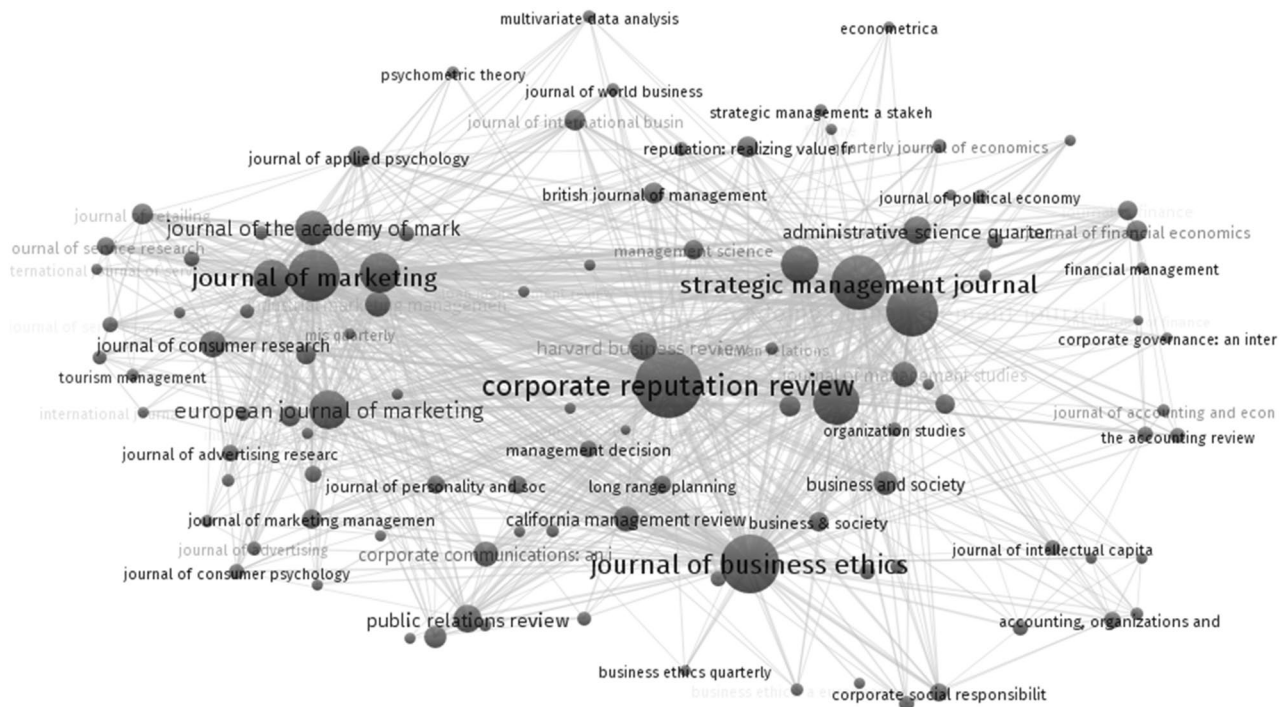 multivariate data analysis
econometrica
psychometric theory
journal of world business
strategic management: a stakeh
journal of international busin
reputation: realizing value fr
quarterly journal of economics
journal of applied psychology
british journal of management
journal of political economy
journal of retailing
journal of finance
journal of the academy of mark
administrative science quarter
journal of financial economics
ournal of service research
management science
ternational journal of serv
financial management
journal of marketing
strategic management journal
mis quarterly
journal of consumer research
harvard business review
human relations
corporate governance: an inter
tourism management
journal of management studies
corporate reputation review
european journal of marketing
journal of accounting and econ
organization studies
the accounting review
management decision
journal of advertising researc
journal of personality and soc
long range planning
business and society
journal of marketing managemen
california management review
business & society
journal of advertising
corporate communications: an i
journal of intellectual capita
journal of business ethics
journal of consumer psychology
public relations review
accounting, organizations and
business ethics quarterly
corporate social responsibilit